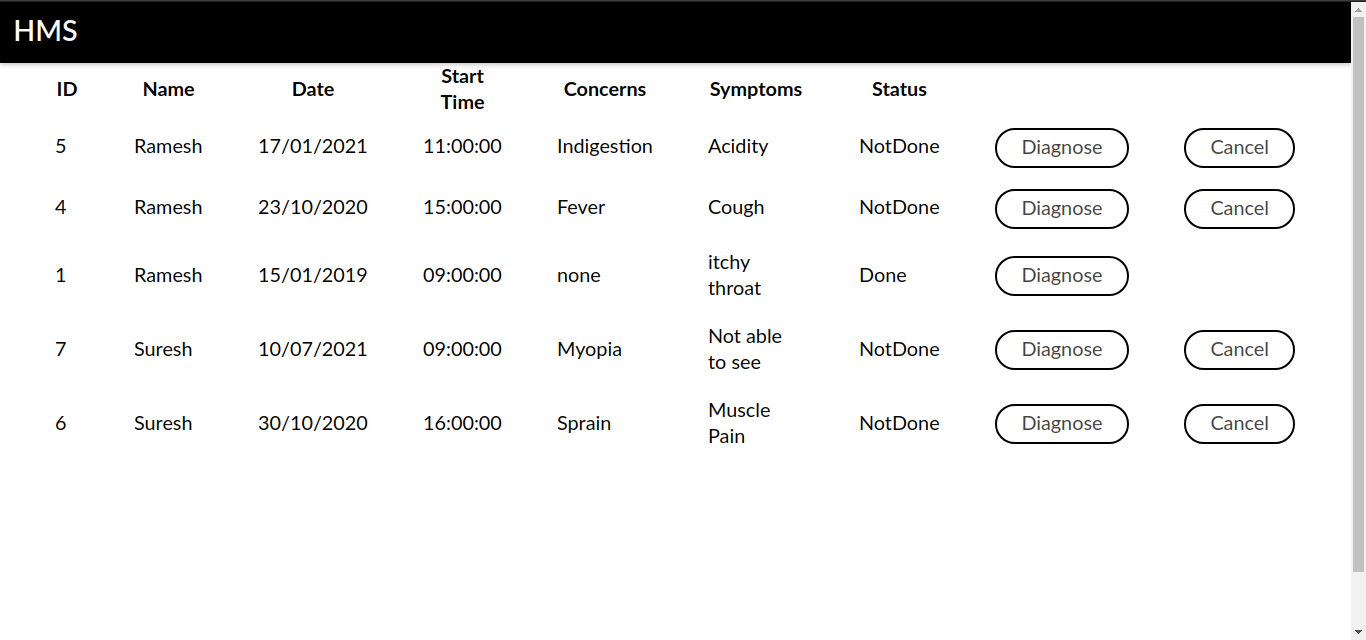 HMS
ID Name Date Start Time Concerns Symptoms Status
5 Ramesh 17/01/2021 11:00:00 Indigestion Acidity NotDone Diagnose Cancel
4 Ramesh 23/10/2020 15:00:00 Fever Cough NotDone Diagnose Cancel
1 Ramesh 15/01/2019 09:00:00 none itchy throat Done Diagnose
7 Suresh 10/07/2021 09:00:00 Myopia Not able to see NotDone Diagnose Cancel
6 Suresh 30/10/2020 16:00:00 Sprain Muscle Pain NotDone Diagnose Cancel